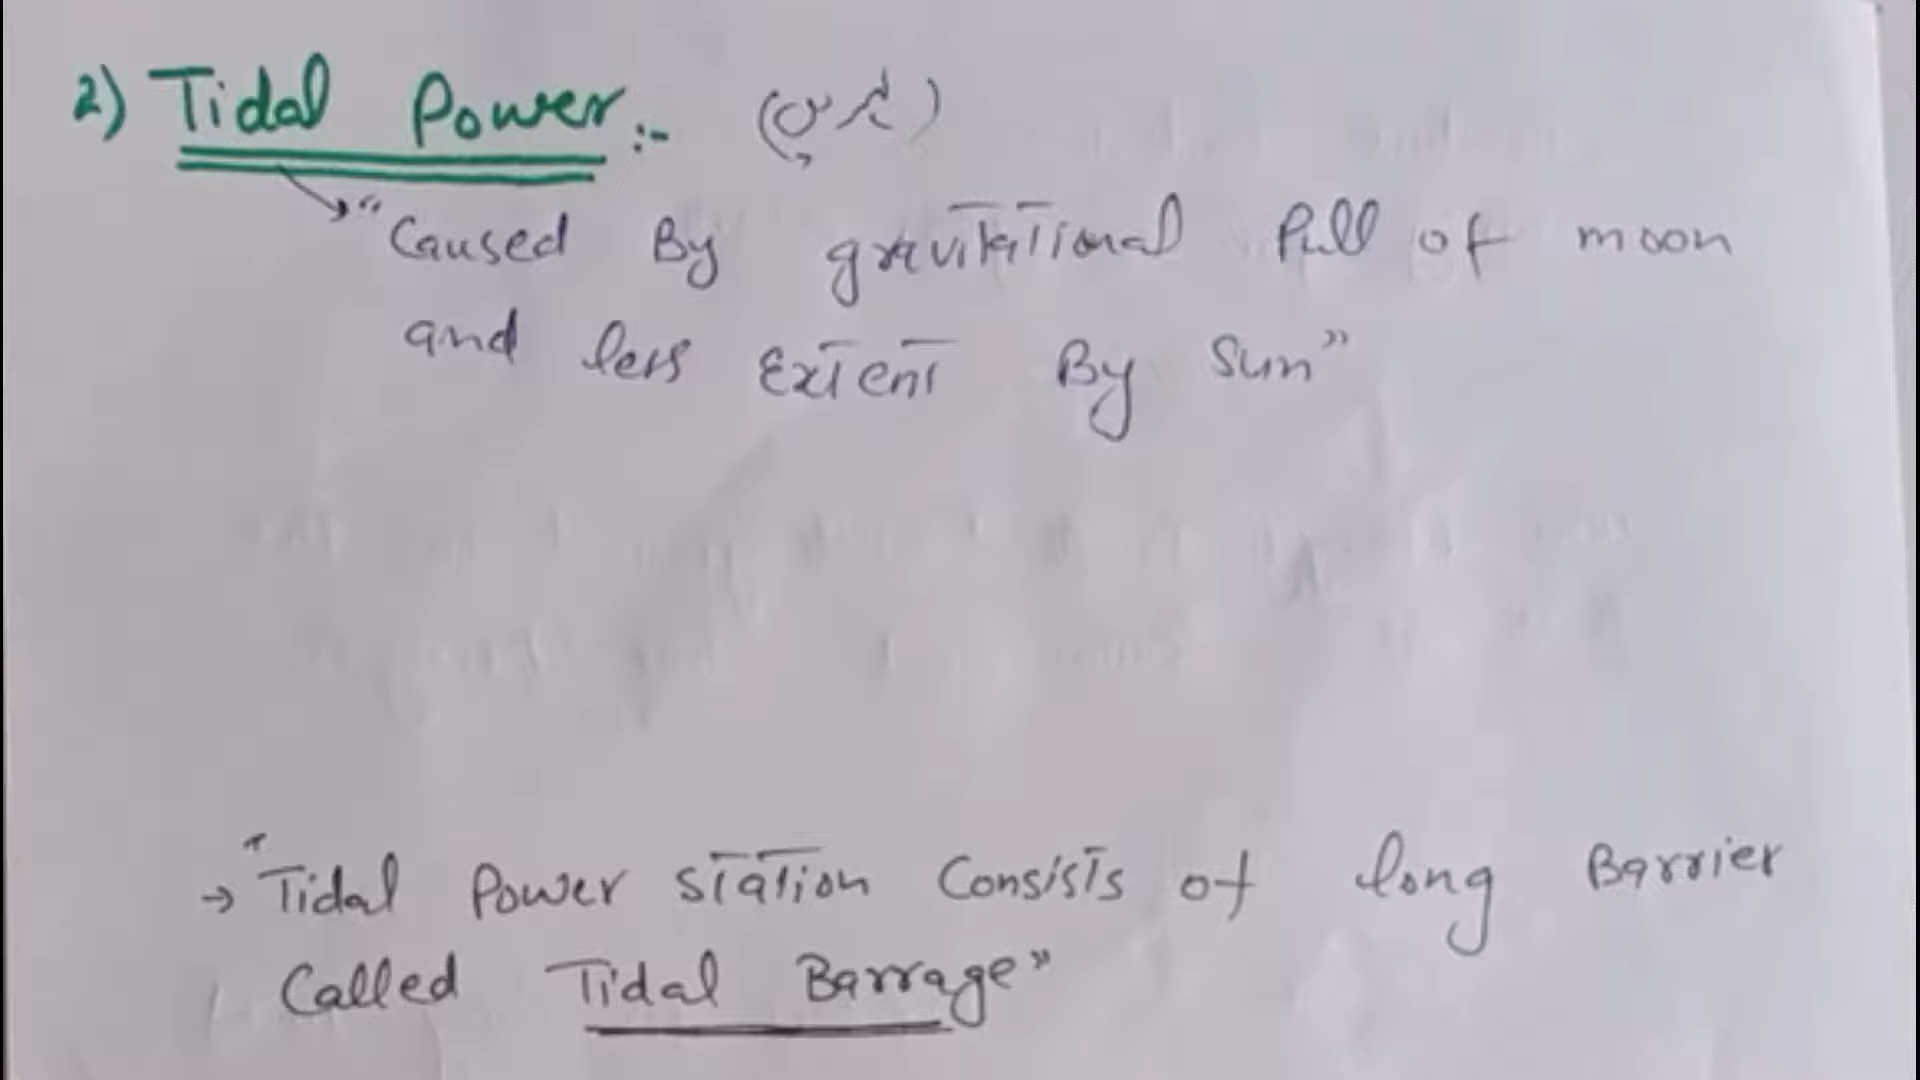 2) Tidal Power:-
"Caused By gravitational Pull of moon
and less Extent By Sun"
→ "Tidal Power station Consists of long Barrier
Called Tidal Barrage"